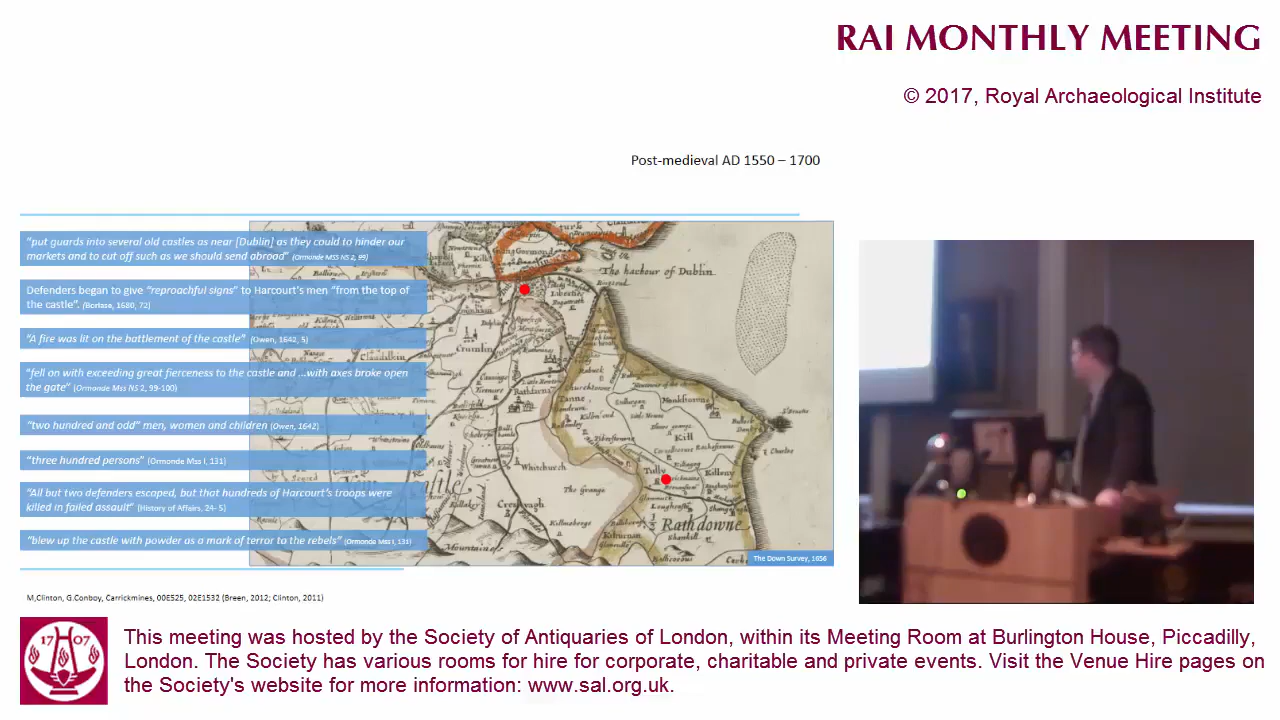 RAI MONTHLY MEETING
© 2017, Royal Archaeological Institute
Post-medieval AD 1550 – 1700
"put guards into several old castles as near [Dublin] as they could to hinder our
markets and to cut off such as we should send abroad" (Ormonde MSS NS 2, 99)
Defenders began to give "reproachful signs" to Harcourt's men "from the top of
the castle". (Borlase, 1680, 72)
"A fire was lit on the battlement of the castle" (Owen, 1642, 5)
"fell on with exceeding great fierceness to the castle and ...with axes broke open
the gate" (Ormonde Mss NS 2, 99-100)
"two hundred and odd" men, women and children (Owen, 1642)
"three hundred persons" (Ormonde Mss I, 131)
"All but two defenders escaped, but that hundreds of Harcourt's troops were
killed in failed assault" (History of Affairs, 24- 5)
"blew up the castle with powder as a mark of terror to the rebels" (Ormonde Mss I, 131)
The harbour of Dublin
Crumlin
Tanne
Kill
Whitchurch
Tully
Killeny
The Grange
Rathdowne
Mountaines
The Down Survey, 1656
M,Clinton, G.Conboy, Carrickmines, 00E525, 02E1532 (Breen, 2012; Clinton, 2011)
1707
This meeting was hosted by the Society of Antiquaries of London, within its Meeting Room at Burlington House, Piccadilly,
London. The Society has various rooms for hire for corporate, charitable and private events. Visit the Venue Hire pages on
the Society's website for more information: www.sal.org.uk.